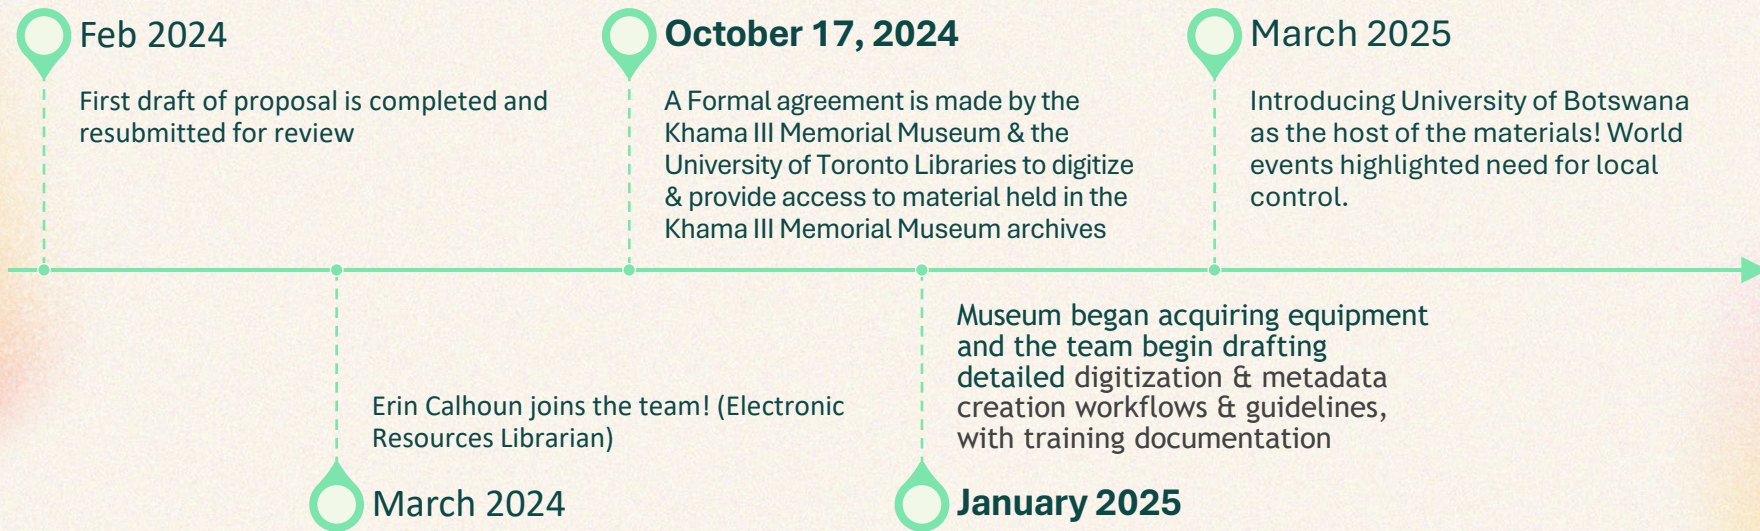 Feb 2024
First draft of proposal is completed and
resubmitted for review
Erin Calhoun joins the team! (Electronic
Resources Librarian)
March 2024
October 17, 2024
A Formal agreement is made by the
Khama III Memorial Museum & the
University of Toronto Libraries to digitize
& provide access to material held in the
Khama III Memorial Museum archives
Museum began acquiring equipment
and the team begin drafting
detailed digitization & metadata
creation workflows & guidelines,
with training documentation
January 2025
March 2025
Introducing University of Botswana
as the host of the materials! World
events highlighted need for local
control.